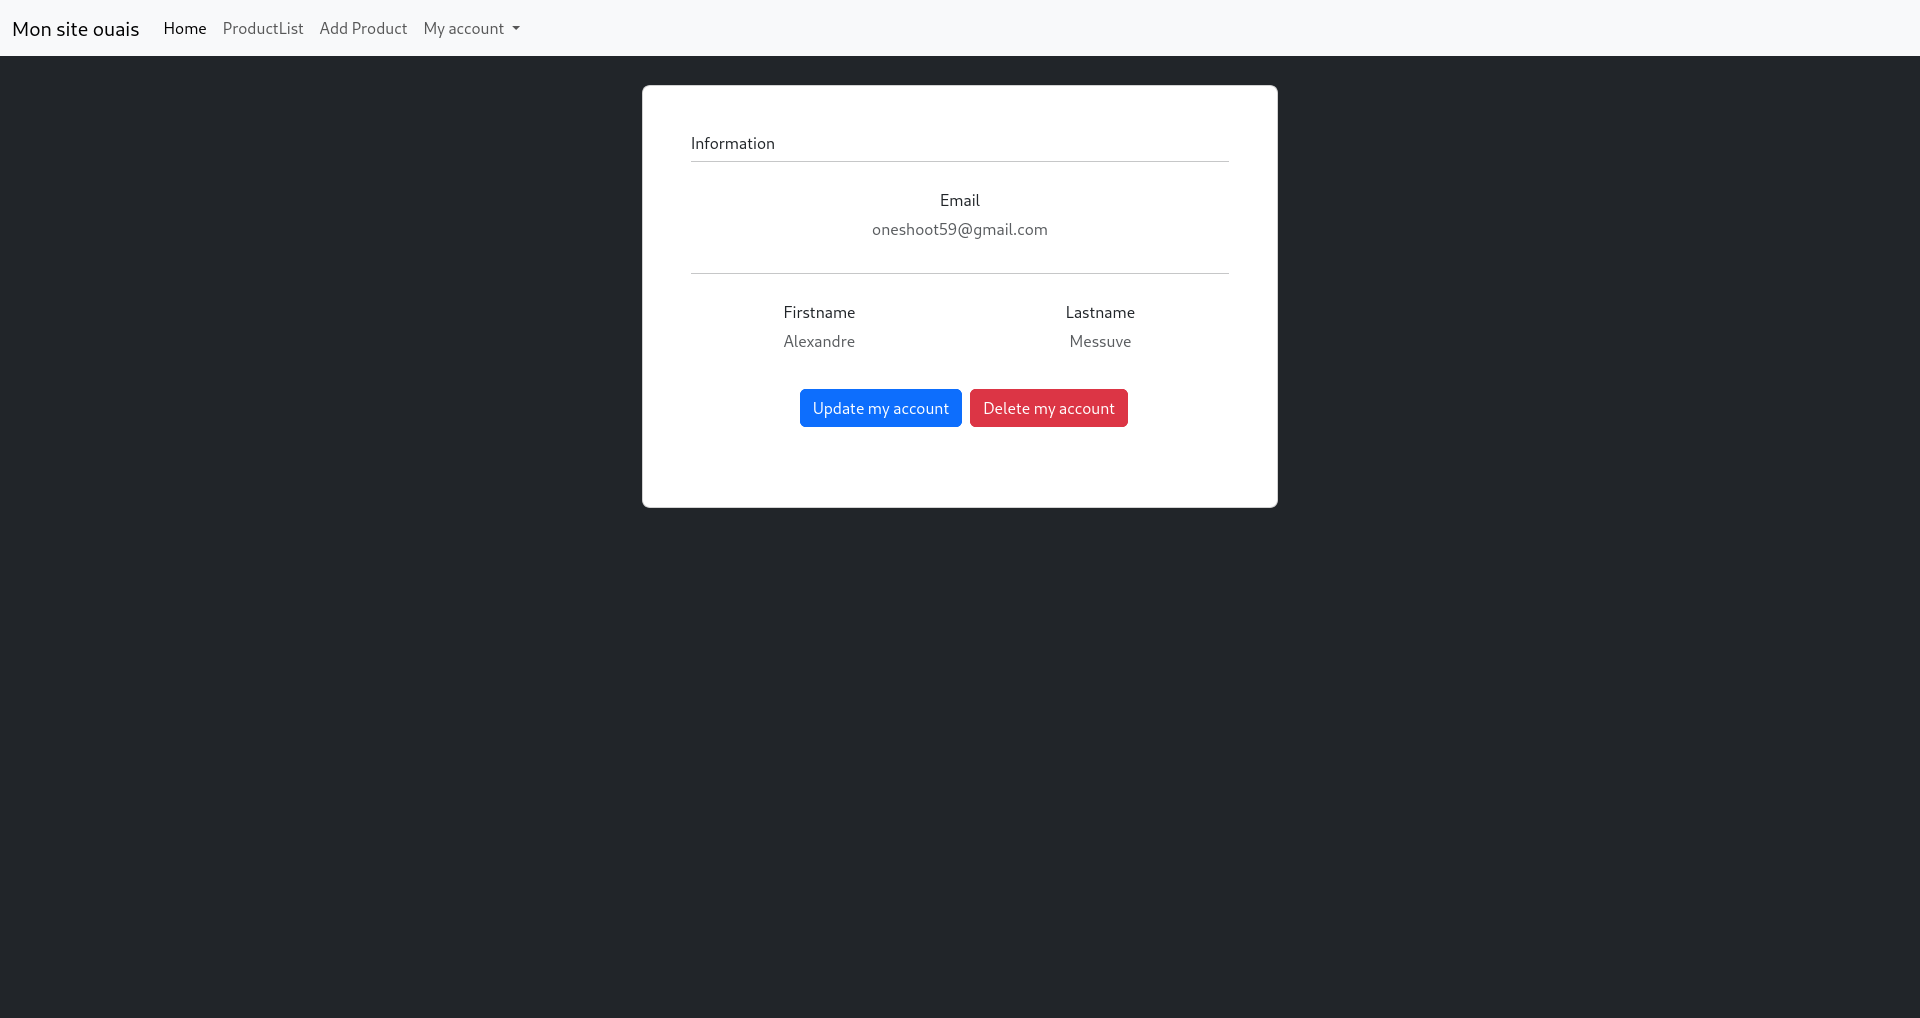 Mon site ouais Home ProductList Add Product My account
Information
Email
oneshoot59@gmail.com
Firstname Lastname
Alexandre Messuve
Update my account Delete my account